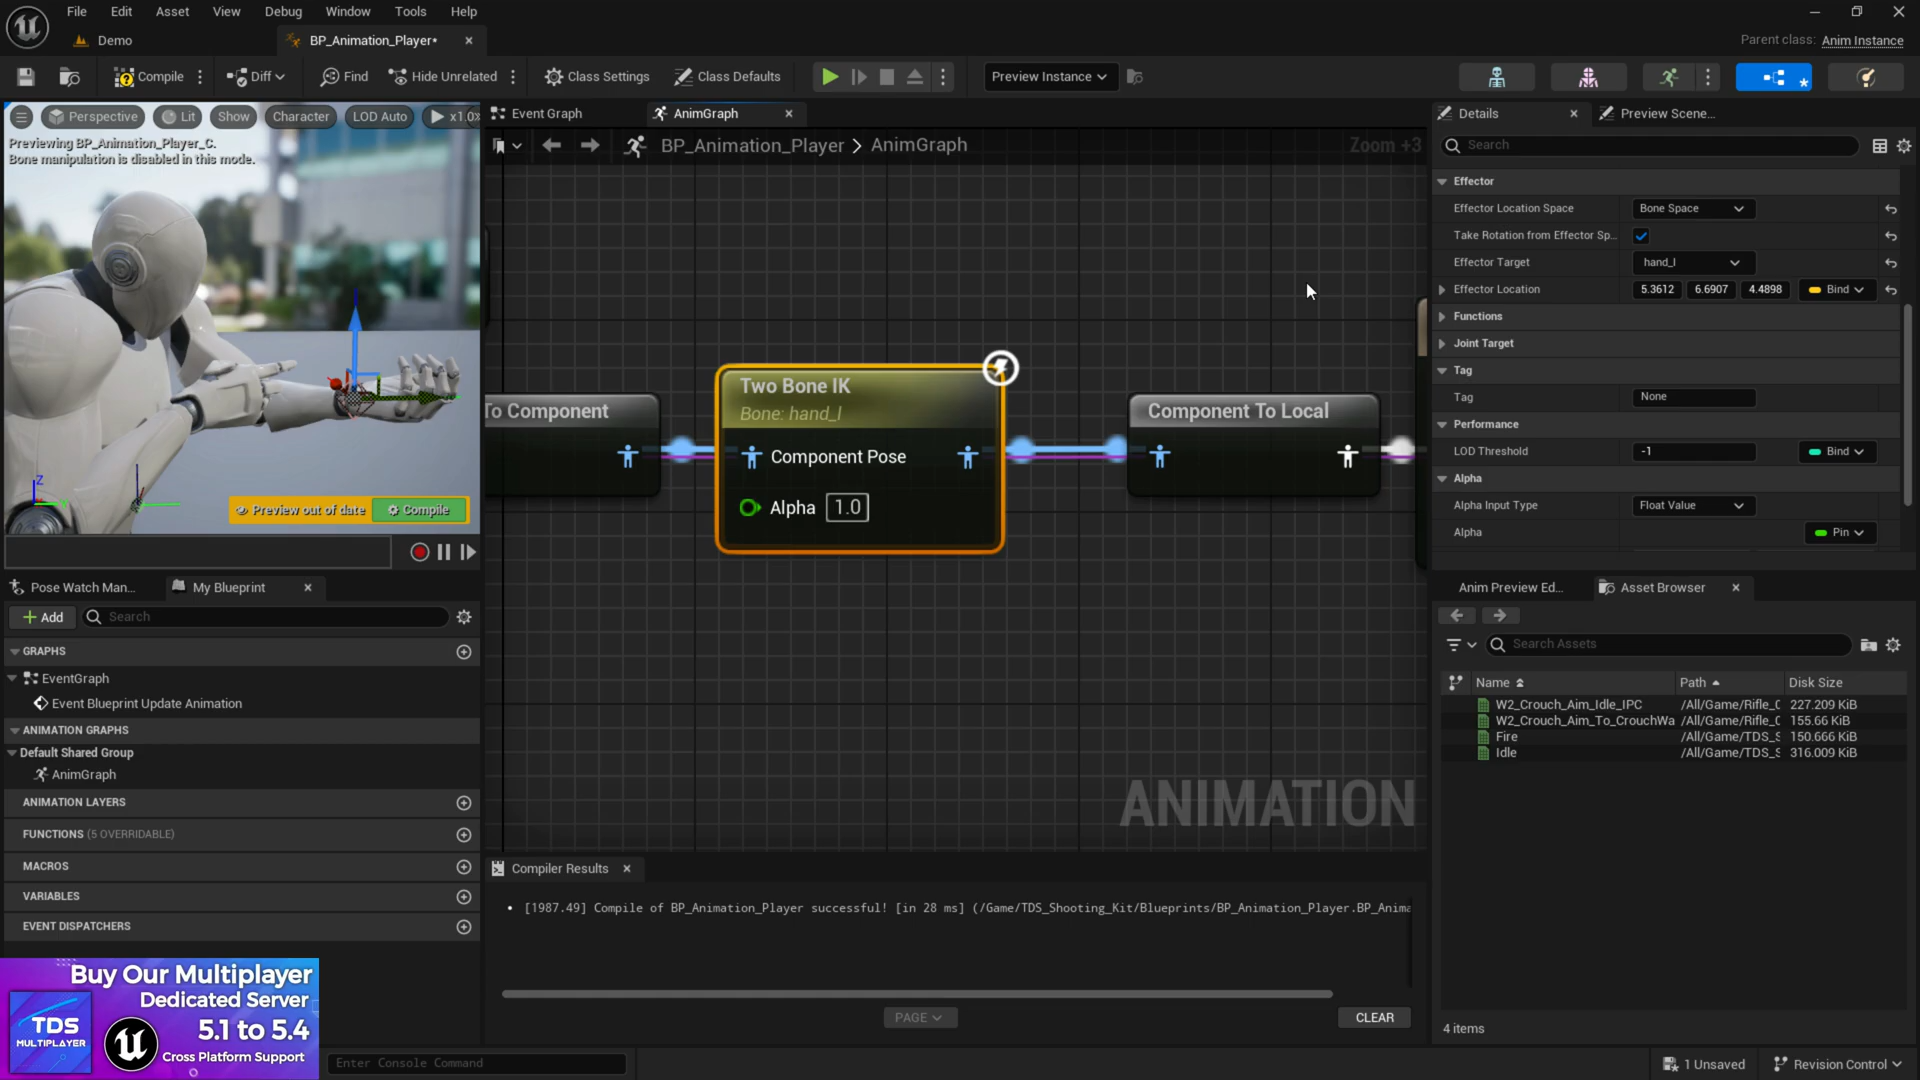 File Edit Asset View Debug Window Tools Help
Demo
BP_Animation_Player*
Parent class: Anim Instance
Compile
Diff
Find
Hide Unrelated
Class Settings
Class Defaults
Preview Instance
Perspective
Lit
Show
Character
LOD Auto
x1.0
Previewing BP_Animation_Player_C.
Bone manipulation is disabled in this mode.
Z
Preview out of date
Compile
Pose Watch Man...
My Blueprint
Add
Search
GRAPHS
EventGraph
Event Blueprint Update Animation
ANIMATION GRAPHS
Default Shared Group
AnimGraph
ANIMATION LAYERS
FUNCTIONS (5 OVERRIDABLE)
MACROS
VARIABLES
EVENT DISPATCHERS
Buy Our Multiplayer
Dedicated Server
5.1 to 5.4
Cross Platform Support
TDS
MULTIPLAYER
Event Graph
AnimGraph
BP_Animation_Player > AnimGraph
Zoom +3
To Component
Two Bone IK
Bone: hand_l
Component Pose
Alpha 1.0
Component To Local
ANIMATION
Compiler Results
[1987.49] Compile of BP_Animation_Player successful! [in 28 ms] (/Game/TDS_Shooting_Kit/Blueprints/BP_Animation_Player.BP_Anima
PAGE
CLEAR
Enter Console Command
Details
Preview Scene...
Search
Effector
Effector Location Space Bone Space
Take Rotation from Effector Sp...
Effector Target hand_l
Effector Location 5.3612 6.6907 4.4898 Bind
Functions
Joint Target
Tag
Tag None
Performance
LOD Threshold -1 Bind
Alpha
Alpha Input Type Float Value
Alpha Pin
Anim Preview Ed...
Asset Browser
Search Assets
Name Path Disk Size
W2_Crouch_Aim_Idle_IPC /All/Game/Rifle_ 227.209 KiB
W2_Crouch_Aim_To_CrouchWa /All/Game/Rifle_ 155.66 KiB
Fire /All/Game/TDS_ 150.666 KiB
Idle /All/Game/TDS_ 316.009 KiB
4 items
1 Unsaved
Revision Control